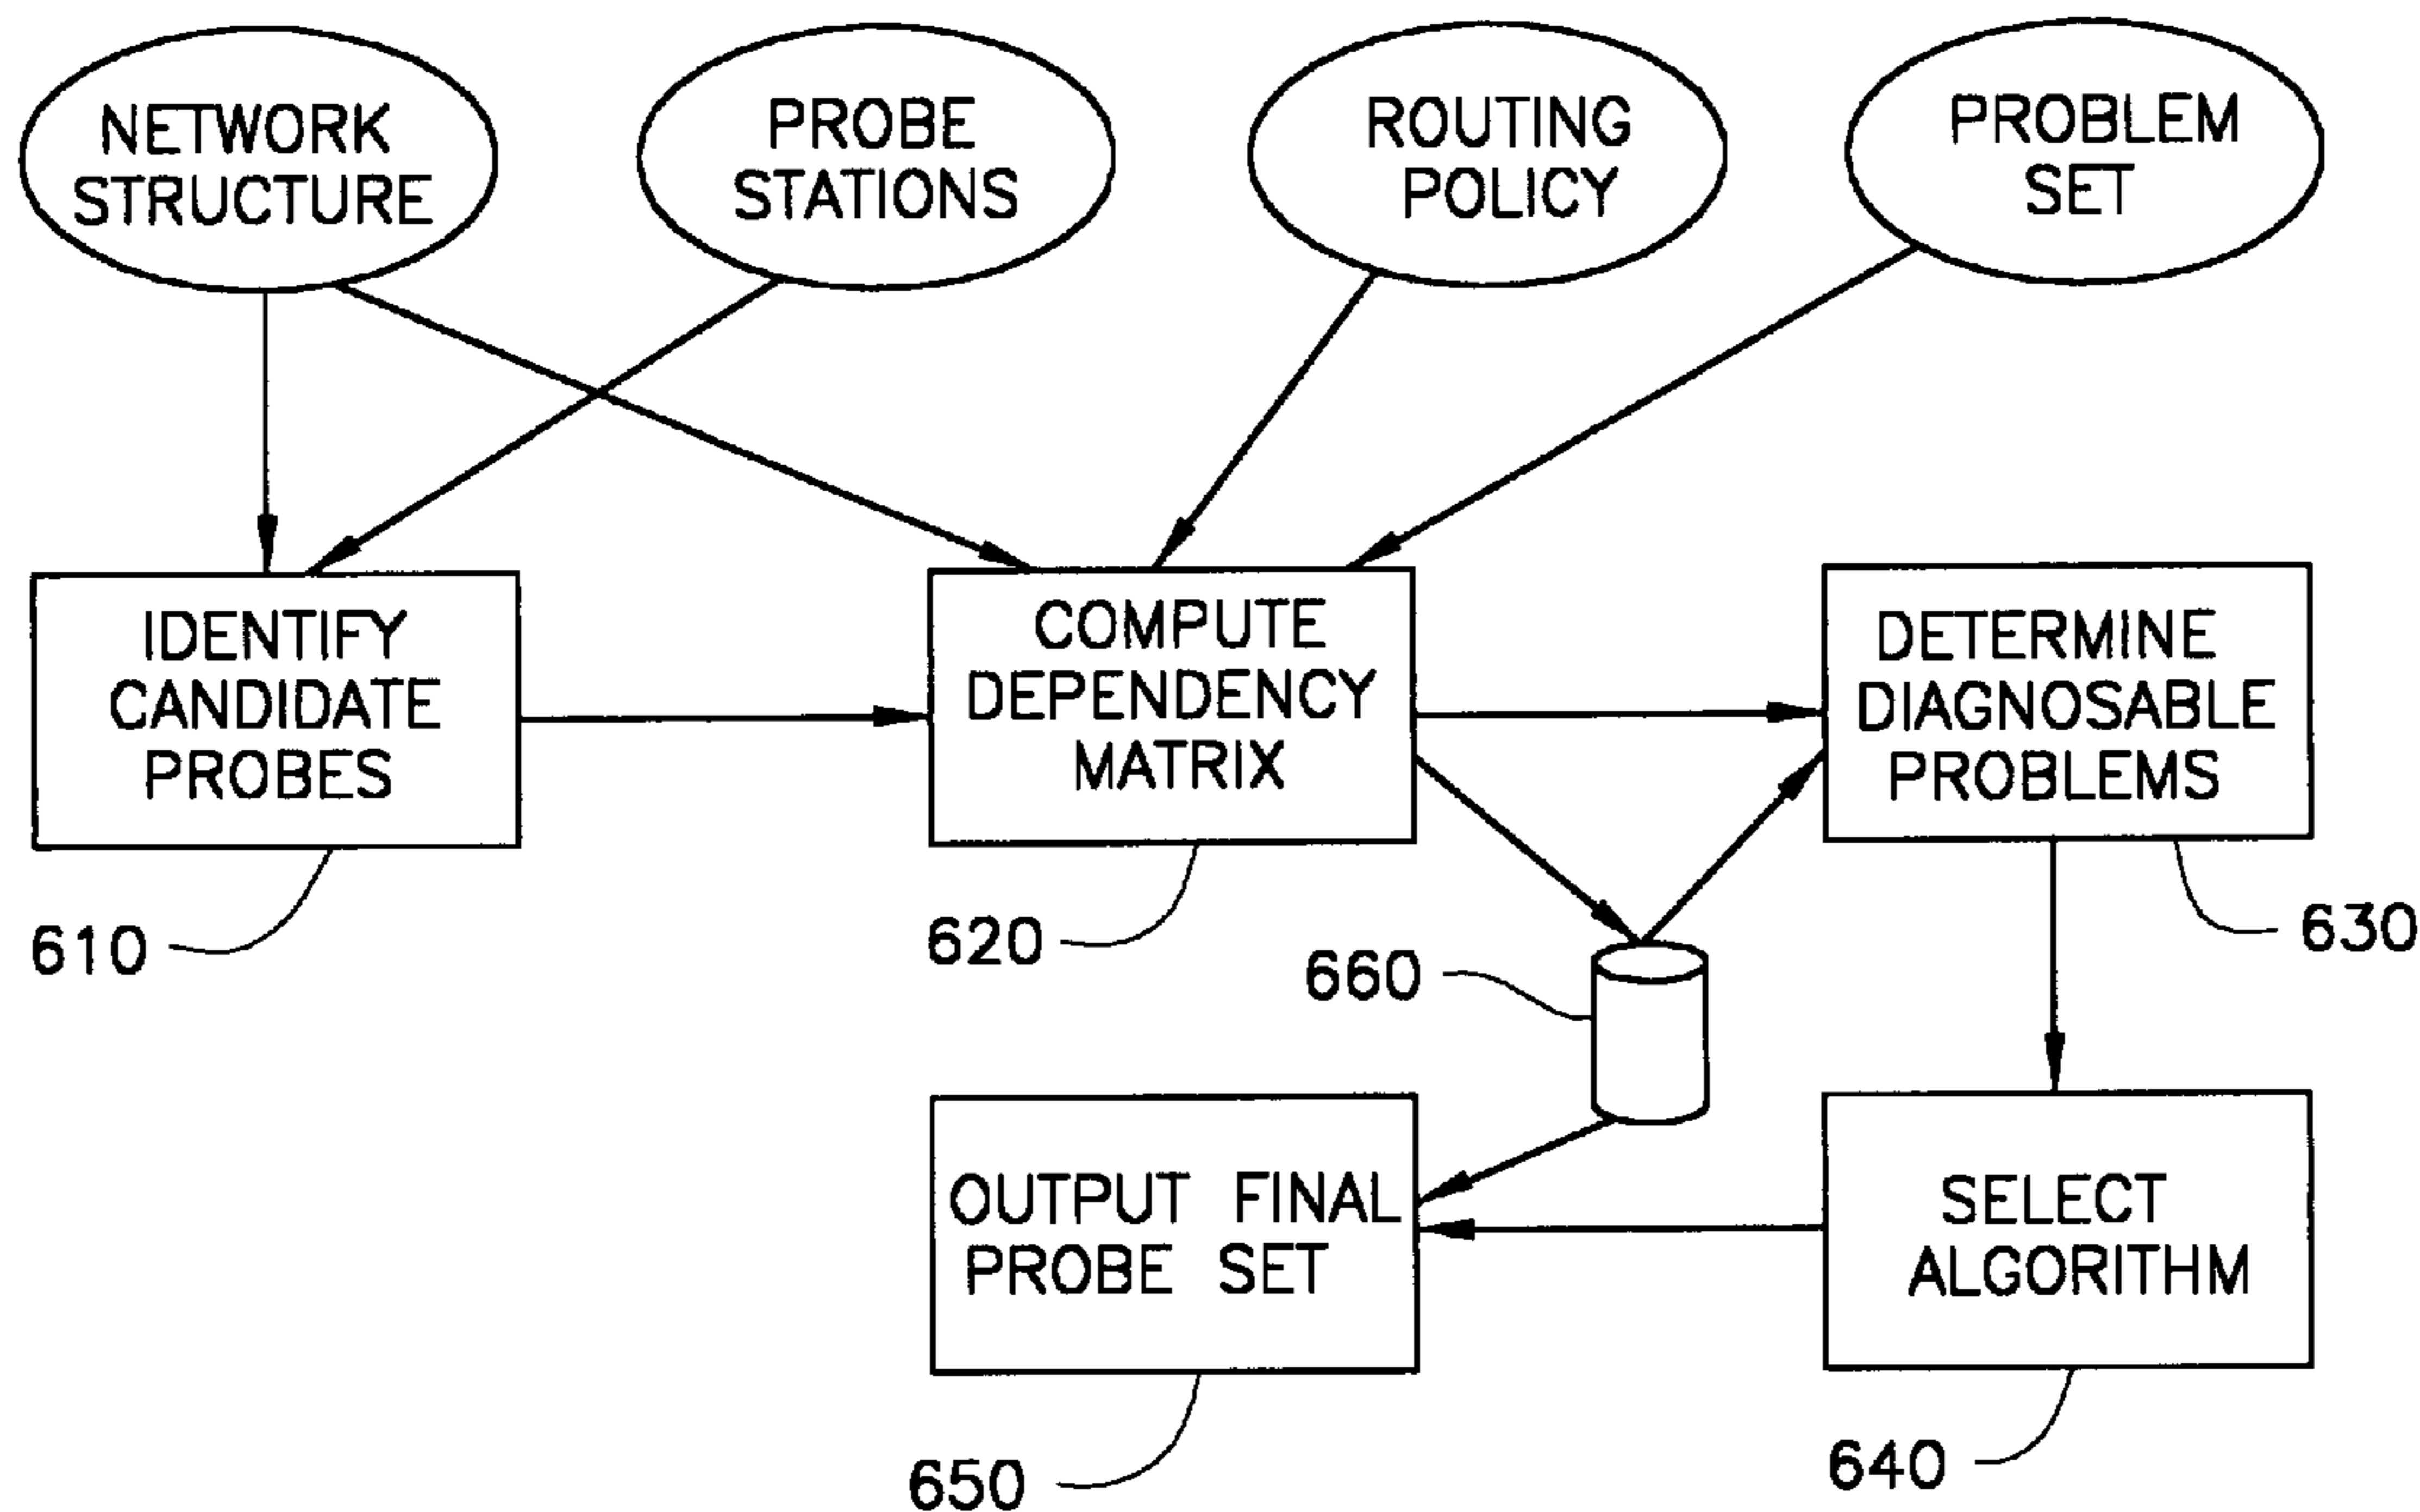 NETWORK
STRUCTURE
PROBE
STATIONS
ROUTING
POLICY
PROBLEM
SET
IDENTIFY
CANDIDATE
PROBES
COMPUTE
DEPENDENCY
MATRIX
DETERMINE
DIAGNOSABLE
PROBLEMS
610
620
660
630
OUTPUT FINAL
PROBE SET
SELECT
ALGORITHM
650
640